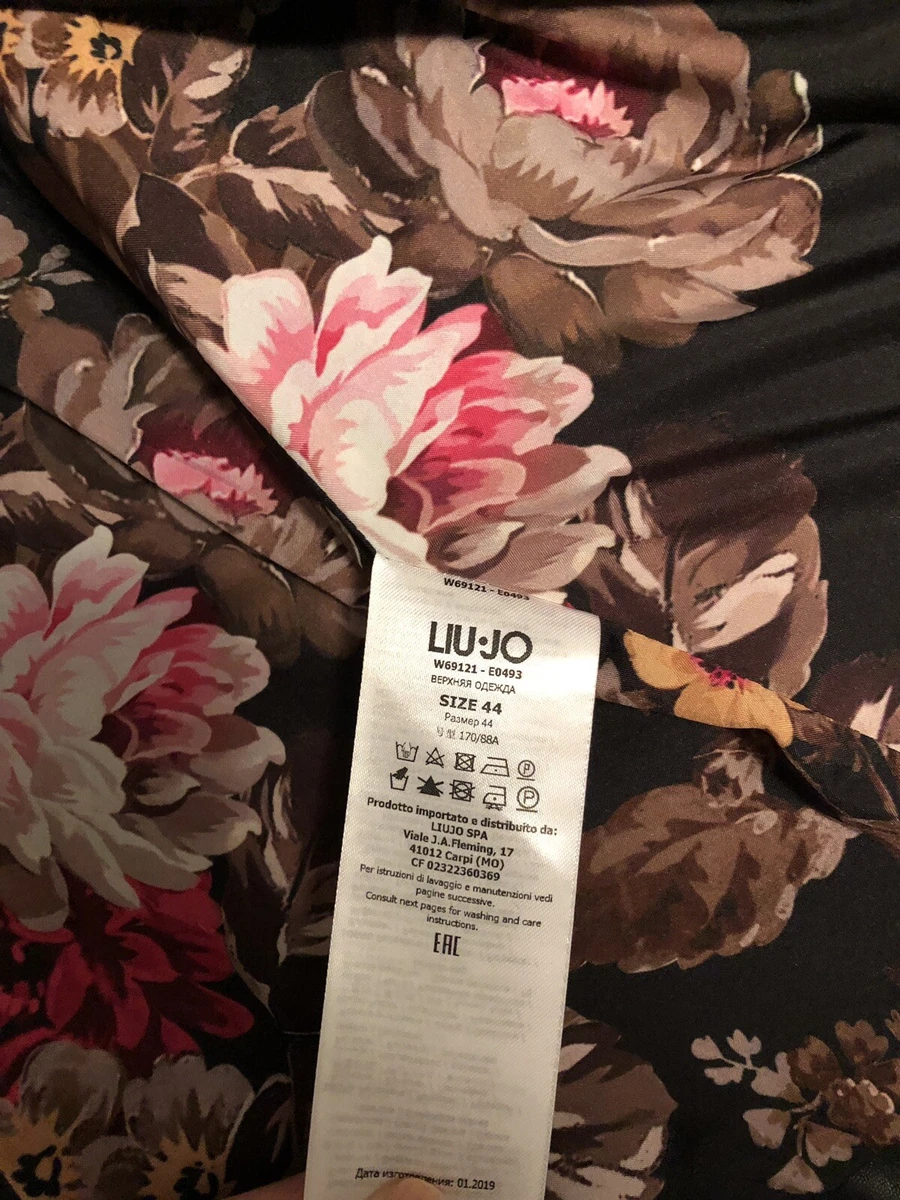 W69121 - E0493
LIU·JO
W69121 - E0493
ВЕРХНЯЯ ОДЕЖДА
SIZE 44
Размер 44
号型 170/88A
P
P
Prodotto importato e distribuito da:
LIUJO SPA
Viale J.A.Fleming, 17
41012 Carpi (MO)
CF 02322360369
Per istruzioni di lavaggio e manutenzioni vedi
pagine successive.
Consult next pages for washing and care
instructions.
EAC
Дата изготовления: 01.2019